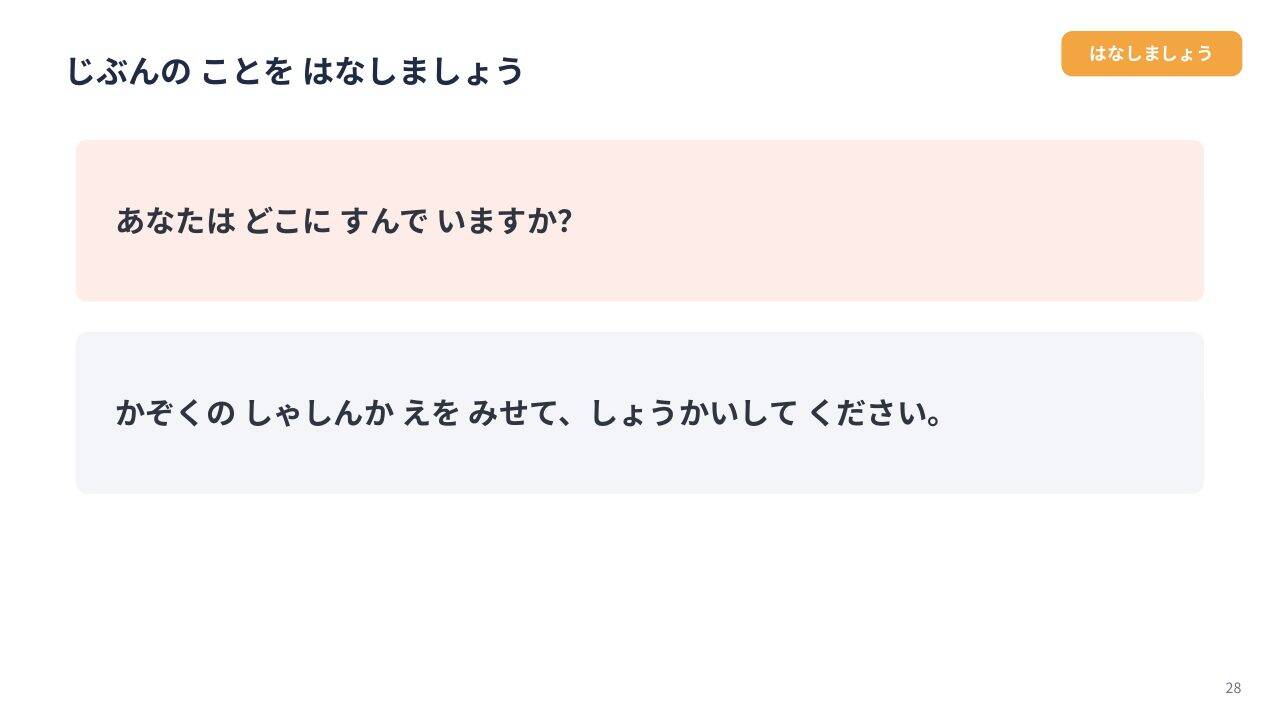 じぶんの ことを はなしましょう
はなしましょう
あなたは どこに すんで いますか?
かぞくの しゃしんか えを みせて、しょうかいして ください。
28